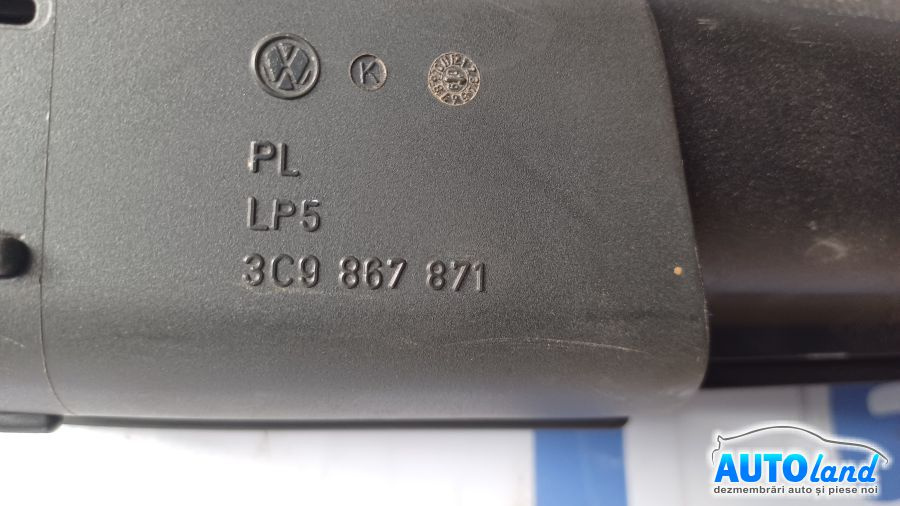 K
PL
LP5
3C9 867 871
AUTOland
dezmembrări auto și piese noi